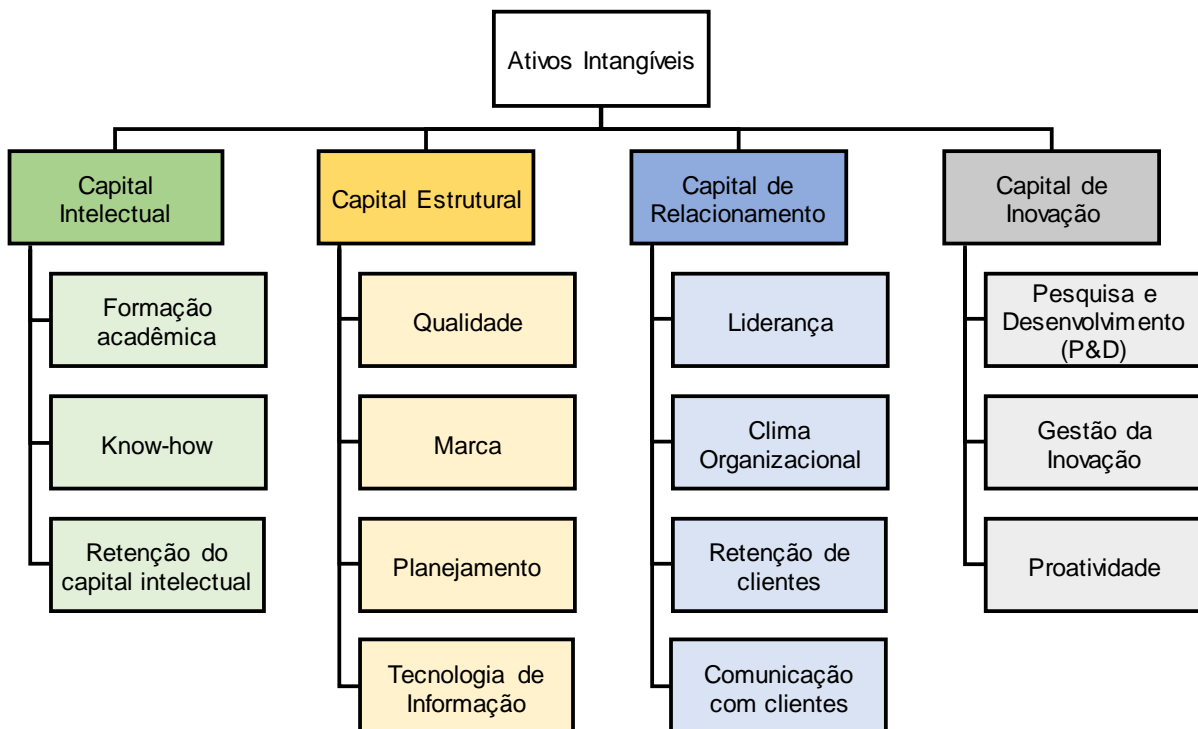 Ativos Intangíveis
Capital
Intelectual
Capital Estrutural
Capital de
Relacionamento
Capital de
Inovação
Formação
acadêmica
Know-how
Retenção do
capital intelectual
Qualidade
Marca
Planejamento
Tecnologia de
Informação
Liderança
Clima
Organizacional
Retenção de
clientes
Comunicação
com clientes
Pesquisa e
Desenvolvimento
(P&D)
Gestão da
Inovação
Proatividade